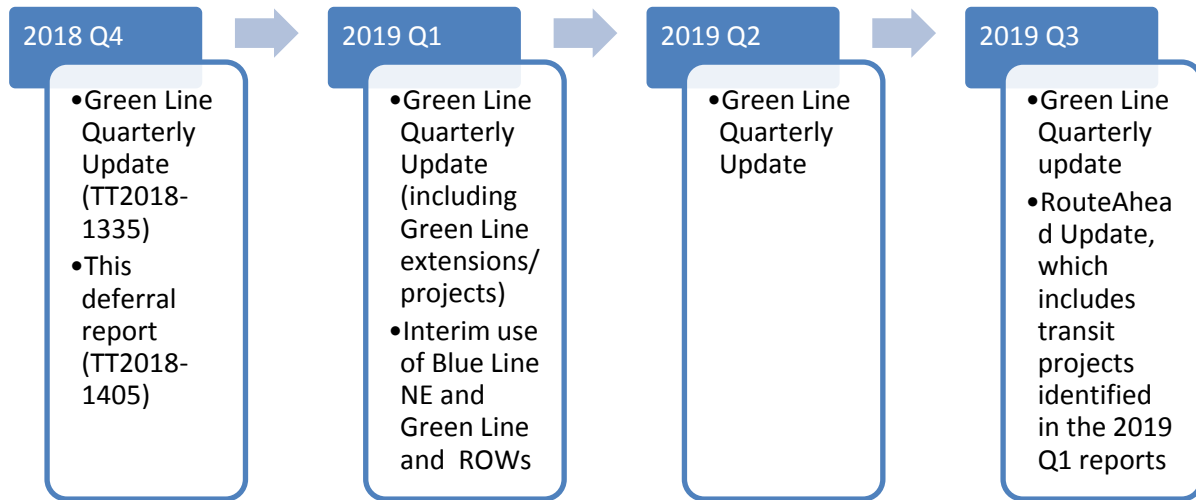 2018 Q4
•Green Line
Quarterly
Update
(TT2018-
1335)
•This
deferral
report
(TT2018-
1405)
2019 Q1
•Green Line
Quarterly
Update
(including
Green Line
extensions/
projects)
•Interim use
of Blue Line
NE and
Green Line
and ROWs
2019 Q2
•Green Line
Quarterly
Update
2019 Q3
•Green Line
Quarterly
update
•RouteAhea
d Update,
which
includes
transit
projects
identified
in the 2019
Q1 reports